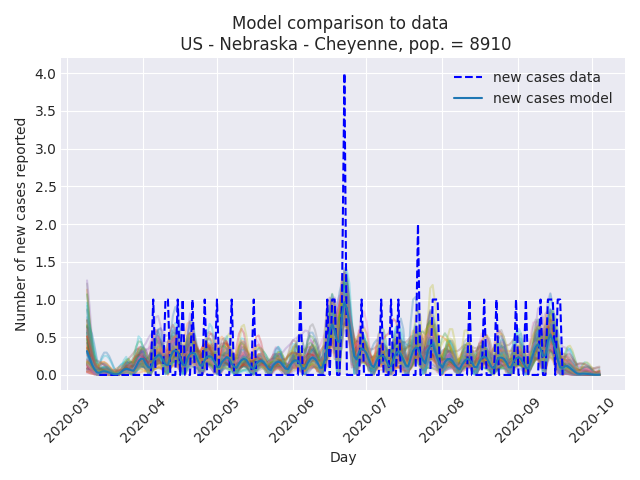 Model comparison to data
US - Nebraska - Cheyenne, pop. = 8910
new cases data
new cases model
Number of new cases reported
4.0
3.5
3.0
2.5
2.0
1.5
1.0
0.5
0.0
2020-03
2020-04
2020-05
2020-06
2020-07
2020-08
2020-09
2020-10
Day